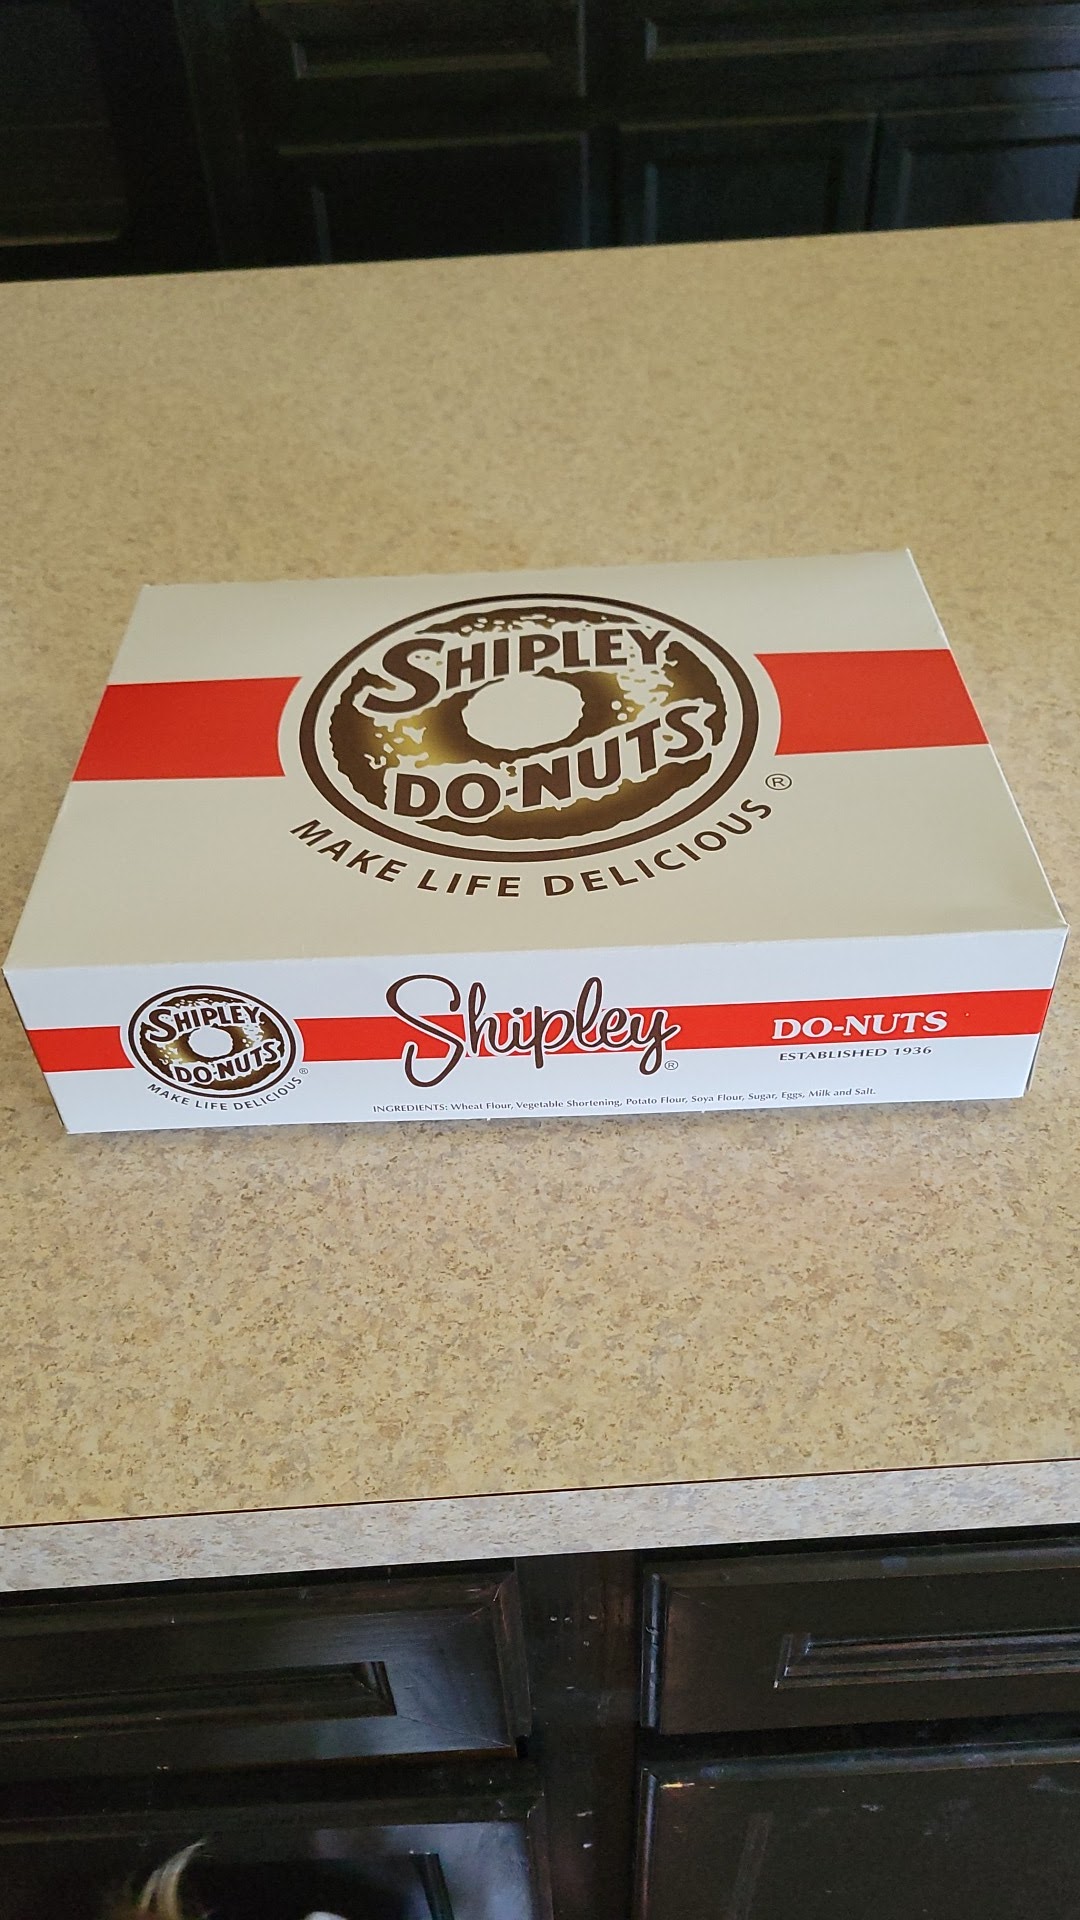 SHIPLEY
DO-NUTS
MAKE LIFE DELICIOUS ®
SHIPLEY
DO-NUTS
MAKE LIFE DELICIOUS ®
Shipley ®
DO-NUTS
ESTABLISHED 1936
INGREDIENTS: Wheat Flour, Vegetable Shortening, Potato Flour, Soya Flour, Sugar, Eggs, Milk and Salt.